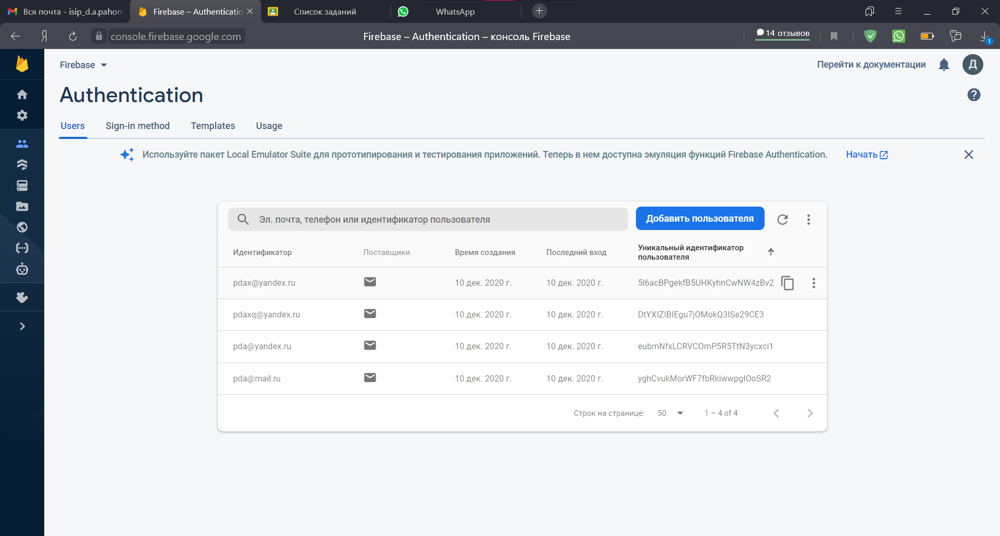 Вся почта - isip_d.a.pahom
Firebase – Authenticatio
Список заданий
WhatsApp
Я
console.firebase.google.com
Firebase – Authentication – консоль Firebase
14 отзывов
1
Firebase
Перейти к документации
Д
Authentication
?
Users
Sign-in method
Templates
Usage
Используйте пакет Local Emulator Suite для прототипирования и тестирования приложений. Теперь в нем доступна эмуляция функций Firebase Authentication.
Начать
Эл. почта, телефон или идентификатор пользователя
Добавить пользователя
Идентификатор
Поставщики
Время создания
Последний вход
Уникальный идентификатор
пользователя
pdax@yandex.ru
10 дек. 2020 г.
10 дек. 2020 г.
5I6acBPgekfB5UHKyhnCwNW4zBv2
pdaxq@yandex.ru
10 дек. 2020 г.
10 дек. 2020 г.
DtYXIZIBIEgu7jOMokQ3ISe29CE3
pda@yandex.ru
10 дек. 2020 г.
10 дек. 2020 г.
eubmNfxLCRVCOmP5R5TtN3ycxci1
pda@mail.ru
10 дек. 2020 г.
10 дек. 2020 г.
yghCvukMorWF7fbRkiwwpgIOoSR2
Строк на странице:
50
1 – 4 of 4